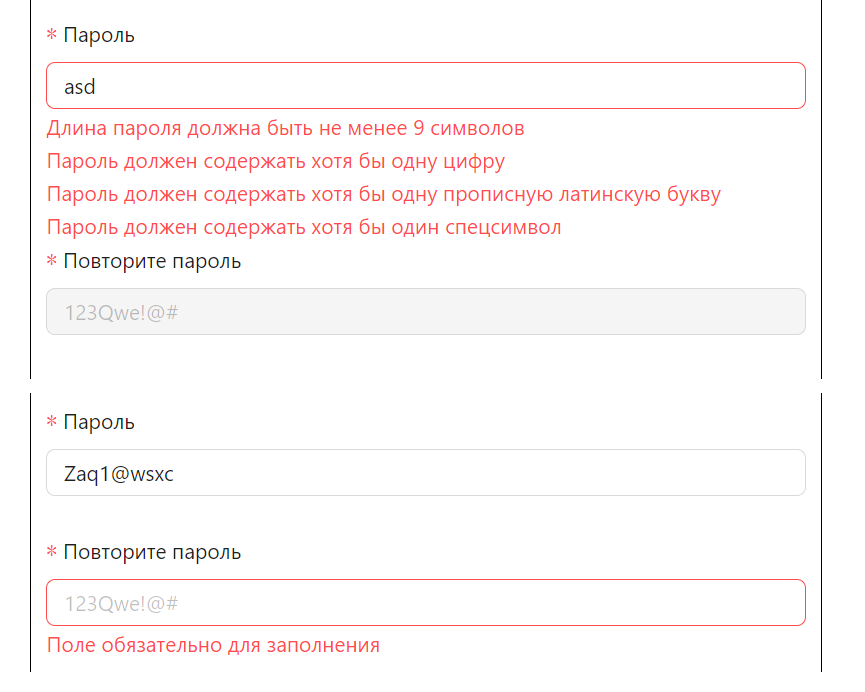 * Пароль
asd
Длина пароля должна быть не менее 9 символов
Пароль должен содержать хотя бы одну цифру
Пароль должен содержать хотя бы одну прописную латинскую букву
Пароль должен содержать хотя бы один спецсимвол
* Повторите пароль
123Qwe!@#
* Пароль
Zaq1@wsxc
* Повторите пароль
123Qwe!@#
Поле обязательно для заполнения